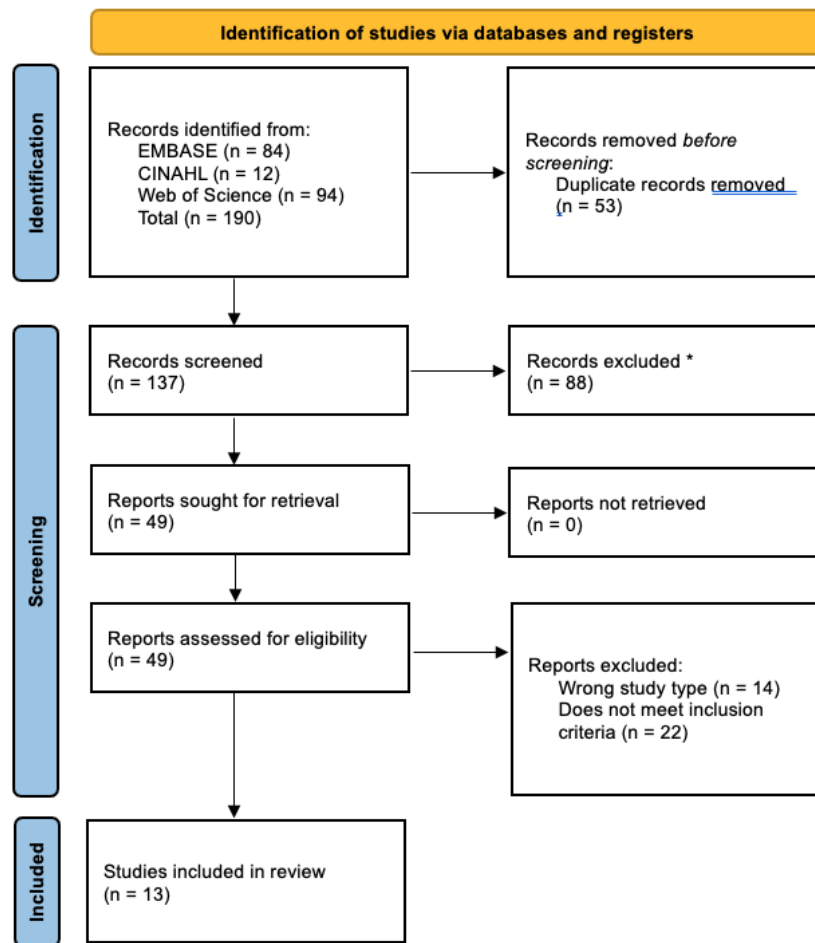 Identification of studies via databases and registers
Identification
Records identified from:
EMBASE (n = 84)
CINAHL (n = 12)
Web of Science (n = 94)
Total (n = 190)
Records removed before
screening:
Duplicate records removed
(n = 53)
Screening
Records screened
(n = 137)
Records excluded *
(n = 88)
Reports sought for retrieval
(n = 49)
Reports not retrieved
(n = 0)
Reports assessed for eligibility
(n = 49)
Reports excluded:
Wrong study type (n = 14)
Does not meet inclusion
criteria (n = 22)
Included
Studies included in review
(n = 13)